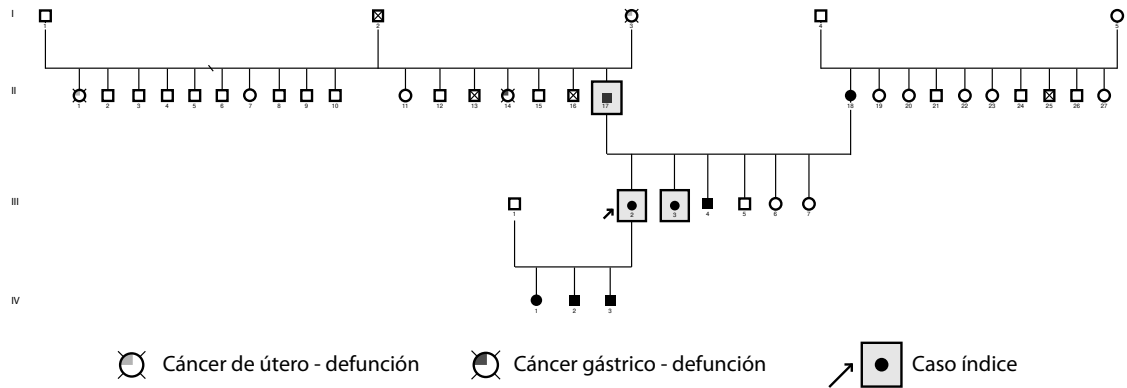 I
1 2 3 4 5
II
1 2 3 4 5 6 7 8 9 10 11 12 13 14 15 16 17 18 19 20 21 22 23 24 25 26 27
III
1 2 3 4 5 6 7
IV
1 2 3
Cáncer de útero - defunción Cáncer gástrico - defunción Caso índice